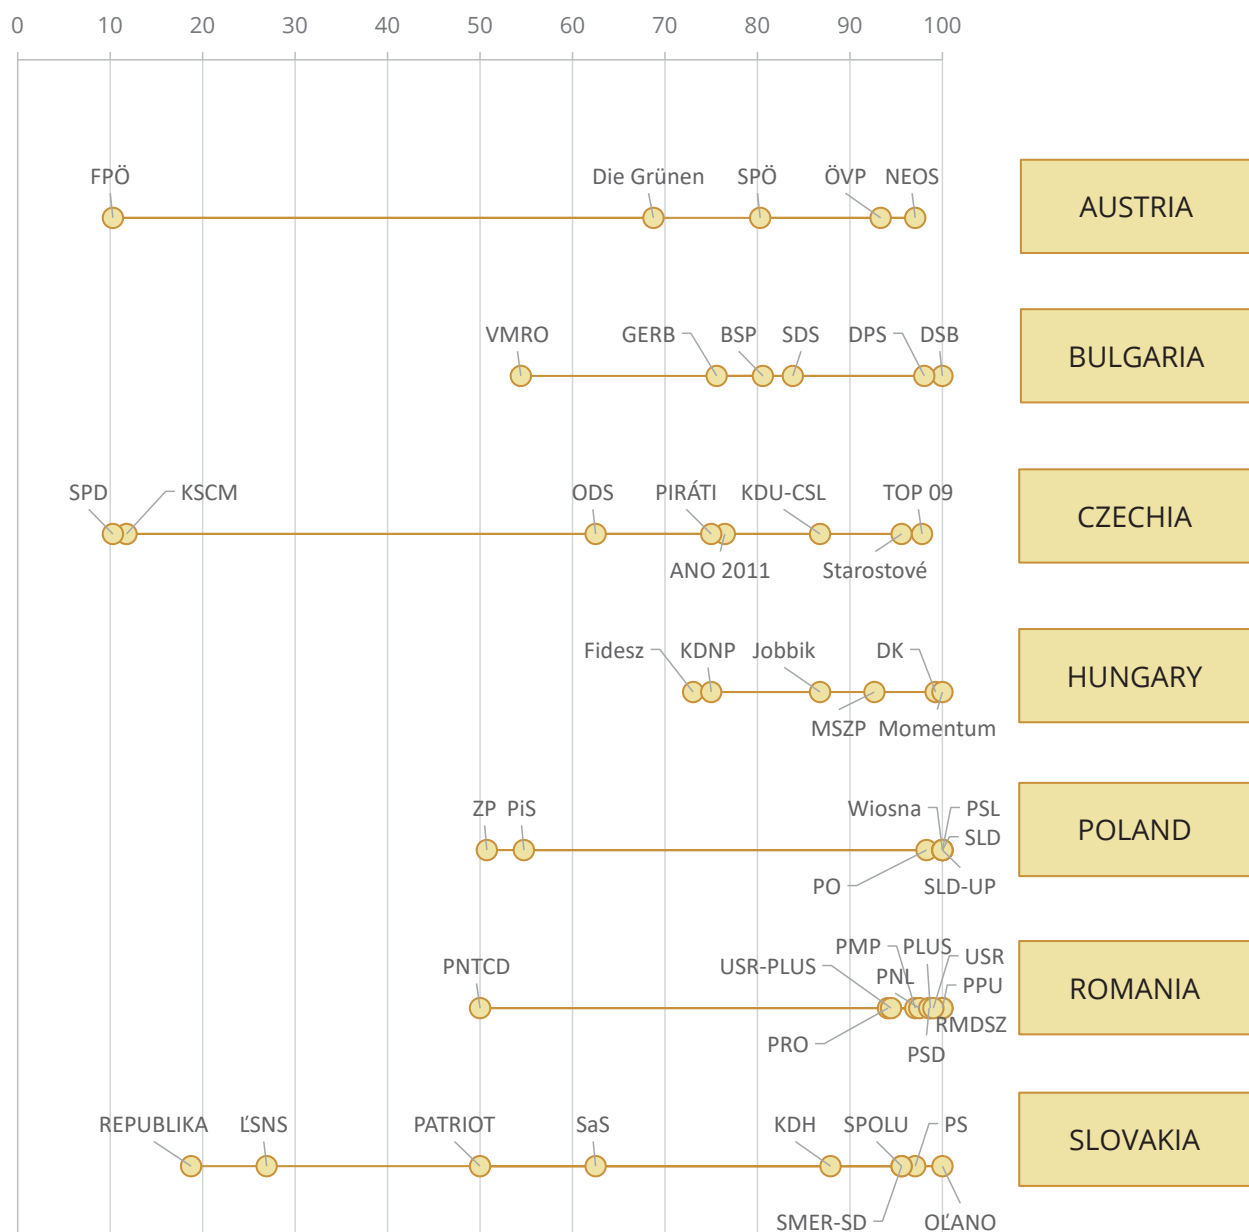 0 10 20 30 40 50 60 70 80 90 100
FPÖ Die Grünen SPÖ ÖVP NEOS
AUSTRIA
VMRO GERB BSP SDS DPS DSB
BULGARIA
SPD KSCM ODS PIRÁTI KDU-CSL TOP 09
CZECHIA
ANO 2011 Starostové
Fidesz KDNP Jobbik DK
HUNGARY
MSZP Momentum
ZP PiS Wiosna PSL
POLAND
SLD
PO SLD-UP
PMP PLUS USR
PNTCD USR-PLUS
PNL PPU
ROMANIA
RMDSZ
PRO
PSD
REPUBLIKA ĽSNS PATRIOT SaS KDH SPOLU PS
SLOVAKIA
SMER-SD OĽANO